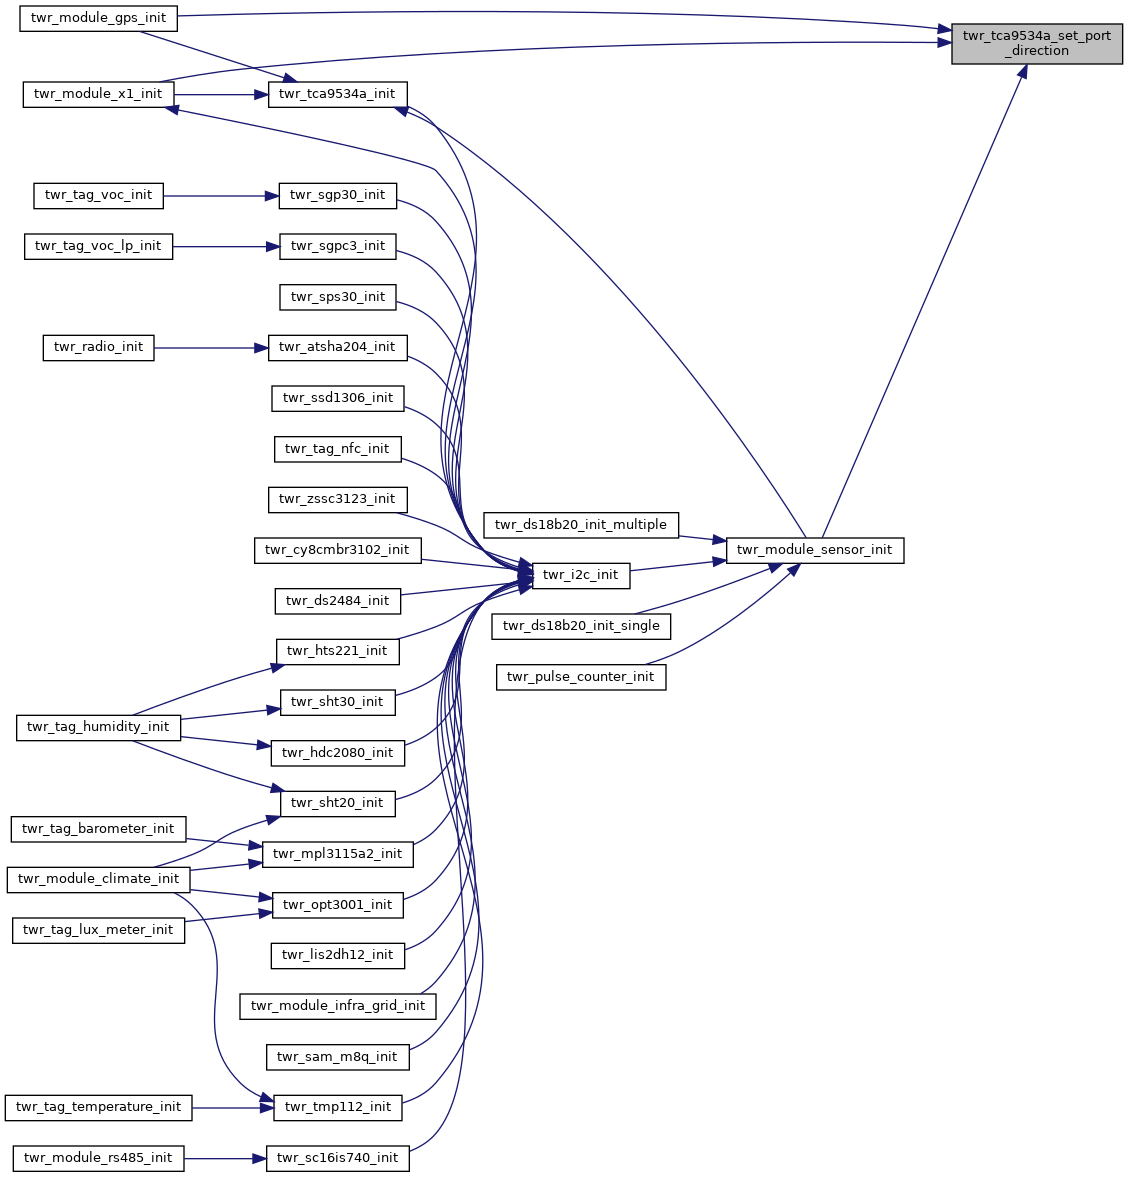 twr_module_gps_init
twr_tca9534a_set_port
_direction
twr_module_x1_init
twr_tca9534a_init
twr_tag_voc_init
twr_sgp30_init
twr_tag_voc_lp_init
twr_sgpc3_init
twr_sps30_init
twr_radio_init
twr_atsha204_init
twr_ssd1306_init
twr_tag_nfc_init
twr_zssc3123_init
twr_ds18b20_init_multiple
twr_cy8cmbr3102_init
twr_module_sensor_init
twr_i2c_init
twr_ds2484_init
twr_ds18b20_init_single
twr_hts221_init
twr_pulse_counter_init
twr_sht30_init
twr_tag_humidity_init
twr_hdc2080_init
twr_sht20_init
twr_tag_barometer_init
twr_mpl3115a2_init
twr_module_climate_init
twr_opt3001_init
twr_tag_lux_meter_init
twr_lis2dh12_init
twr_module_infra_grid_init
twr_sam_m8q_init
twr_tag_temperature_init
twr_tmp112_init
twr_module_rs485_init
twr_sc16is740_init